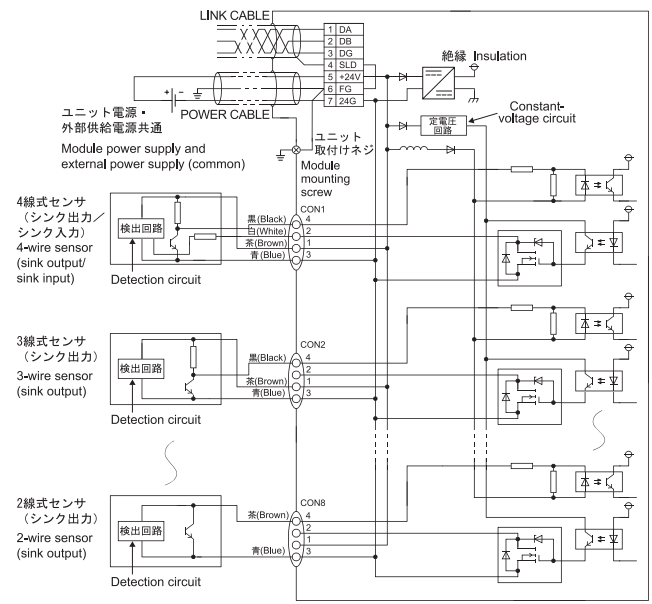 LINK CABLE
1 DA
2 DB
3 DG
4 SLD
5 +24V
6 FG
7 24G
POWER CABLE
+ -
絶縁 Insulation
Constant-
voltage circuit
定電圧
回路
ユニット電源・
外部供給電源共通
Module power supply and
external power supply (common)
ユニット
取付けネジ
Module
mounting
screw
4線式センサ
(シンク出力/
シンク入力)
4-wire sensor
(sink output/
sink input)
検出回路
Detection circuit
CON1
黒(Black) 4
白(White) 2
茶(Brown) 1
青(Blue) 3
3線式センサ
(シンク出力)
3-wire sensor
(sink output)
検出回路
Detection circuit
CON2
黒(Black) 4
2
茶(Brown) 1
青(Blue) 3
2線式センサ
(シンク出力)
2-wire sensor
(sink output)
検出回路
Detection circuit
CON8
茶(Brown) 4
2
1
青(Blue) 3